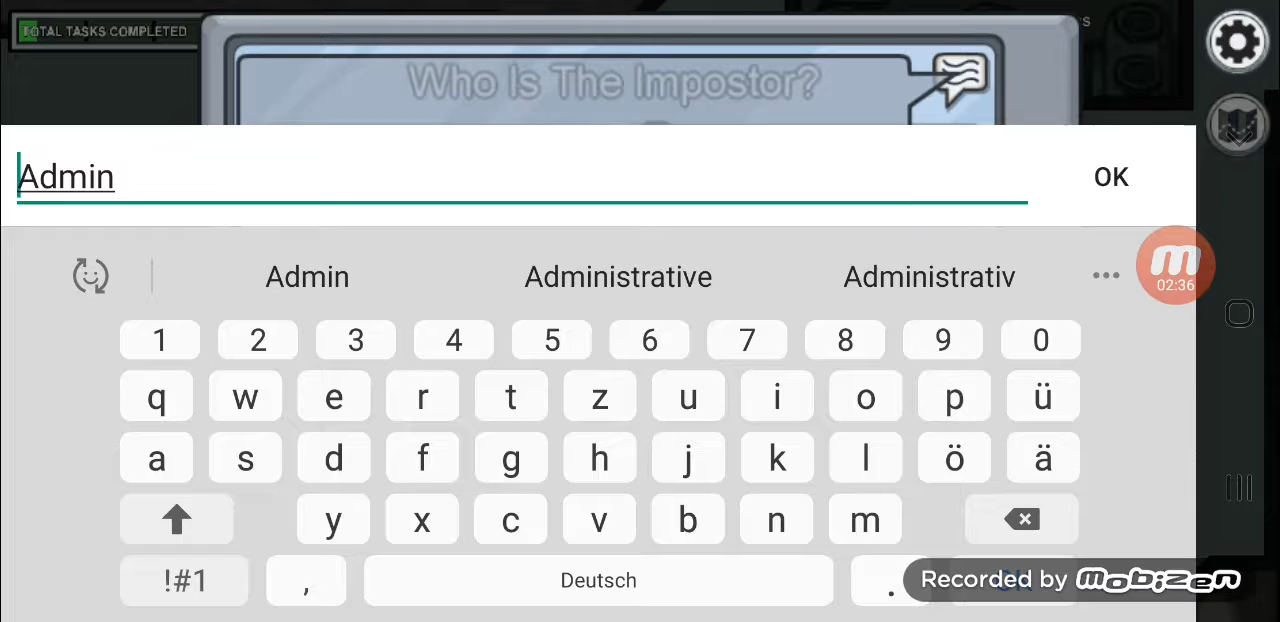 TOTAL TASKS COMPLETED
Who Is The Impostor?
Admin
OK
Admin Administrative Administrativ
02:36
1 2 3 4 5 6 7 8 9 0
q w e r t z u i o p ü
a s d f g h j k l ö ä
y x c v b n m
!#1 , Deutsch .
Recorded by mobizen